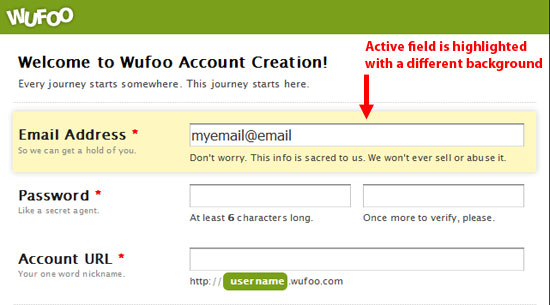 WUFOO
Welcome to Wufoo Account Creation!
Every journey starts somewhere. This journey starts here.
Active field is highlighted
with a different background
Email Address *
So we can get a hold of you.
myemail@email
Don't worry. This info is sacred to us. We won't ever sell or abuse it.
Password *
Like a secret agent.
At least 6 characters long.
Once more to verify, please.
Account URL *
Your one word nickname.
http:// username .wufoo.com